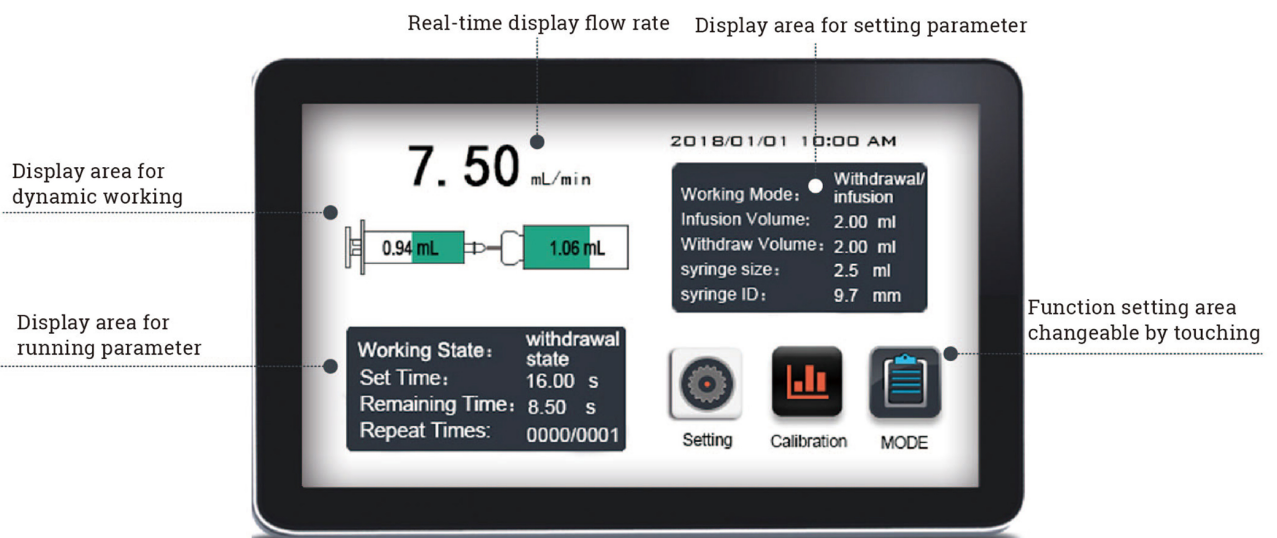 Real-time display flow rate
Display area for setting parameter
2018/01/01 10:00 AM
7.50 mL/min
Display area for
dynamic working
Working Mode: Withdrawal/
infusion
Infusion Volume: 2.00 ml
Withdraw Volume: 2.00 ml
syringe size: 2.5 ml
syringe ID: 9.7 mm
0.94 mL
1.06 mL
Function setting area
changeable by touching
Display area for
running parameter
Working State: withdrawal
state
Set Time: 16.00 s
Remaining Time: 8.50 s
Repeat Times: 0000/0001
Setting
Calibration
MODE